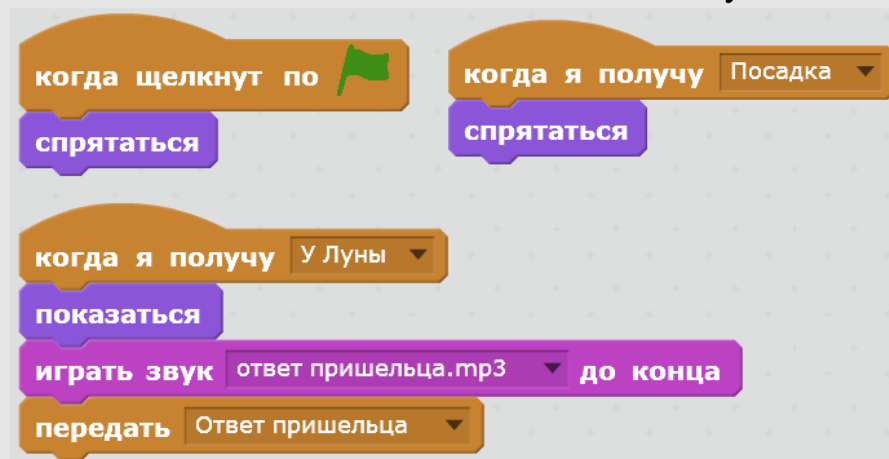 когда щелкнут по
спрятаться
когда я получу Посадка
спрятаться
когда я получу У Луны
показаться
играть звук ответ пришельца.mp3 до конца
передать Ответ пришельца